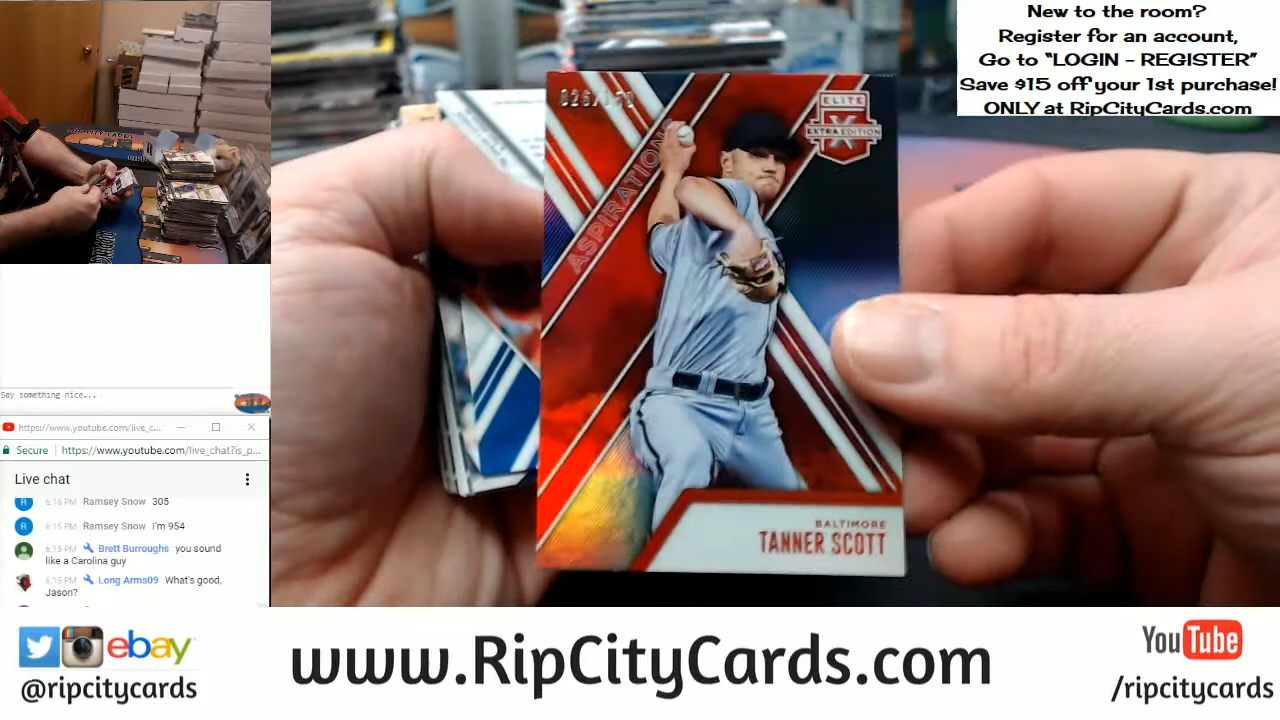 New to the room?
Register for an account,
Go to “LOGIN - REGISTER”
Save $15 off your 1st purchase!
ONLY at RipCityCards.com
ELITE
X
EXTRA EDITION
ASPIRATIONS
BALTIMORE
TANNER SCOTT
Say something nice...
https://www.youtube.com/live_c...
Secure
https://www.youtube.com/live_chat?is_p...
Live chat
6:15 PM Ramsey Snow 305
6:15 PM Ramsey Snow I'm 954
6:15 PM Brett Burroughs you sound
like a Carolina guy
6:15 PM Long Arms09 What's good,
Jason?
ebay
@ripcitycards
www.RipCityCards.com
YouTube
/ripcitycards